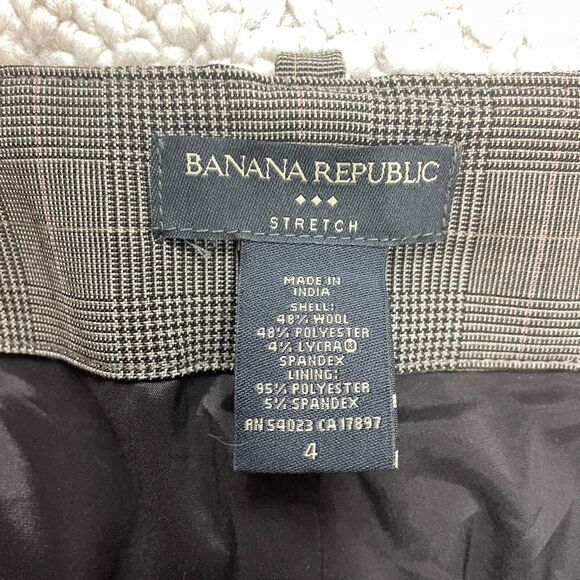 BANANA REPUBLIC
STRETCH
MADE IN
INDIA
SHELL:
48% WOOL
48% POLYESTER
4% LYCRA®
SPANDEX
LINING:
95% POLYESTER
5% SPANDEX
RN 54023 CA 17897
4